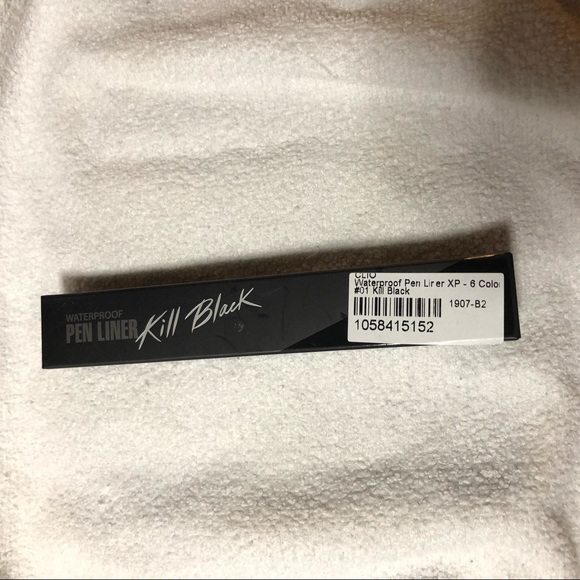 WATERPROOF
PEN LINER
Kill Black
CLIO
Waterproof Pen Liner XP - 6 Color
#01 Kill Black
1907-B2
1058415152